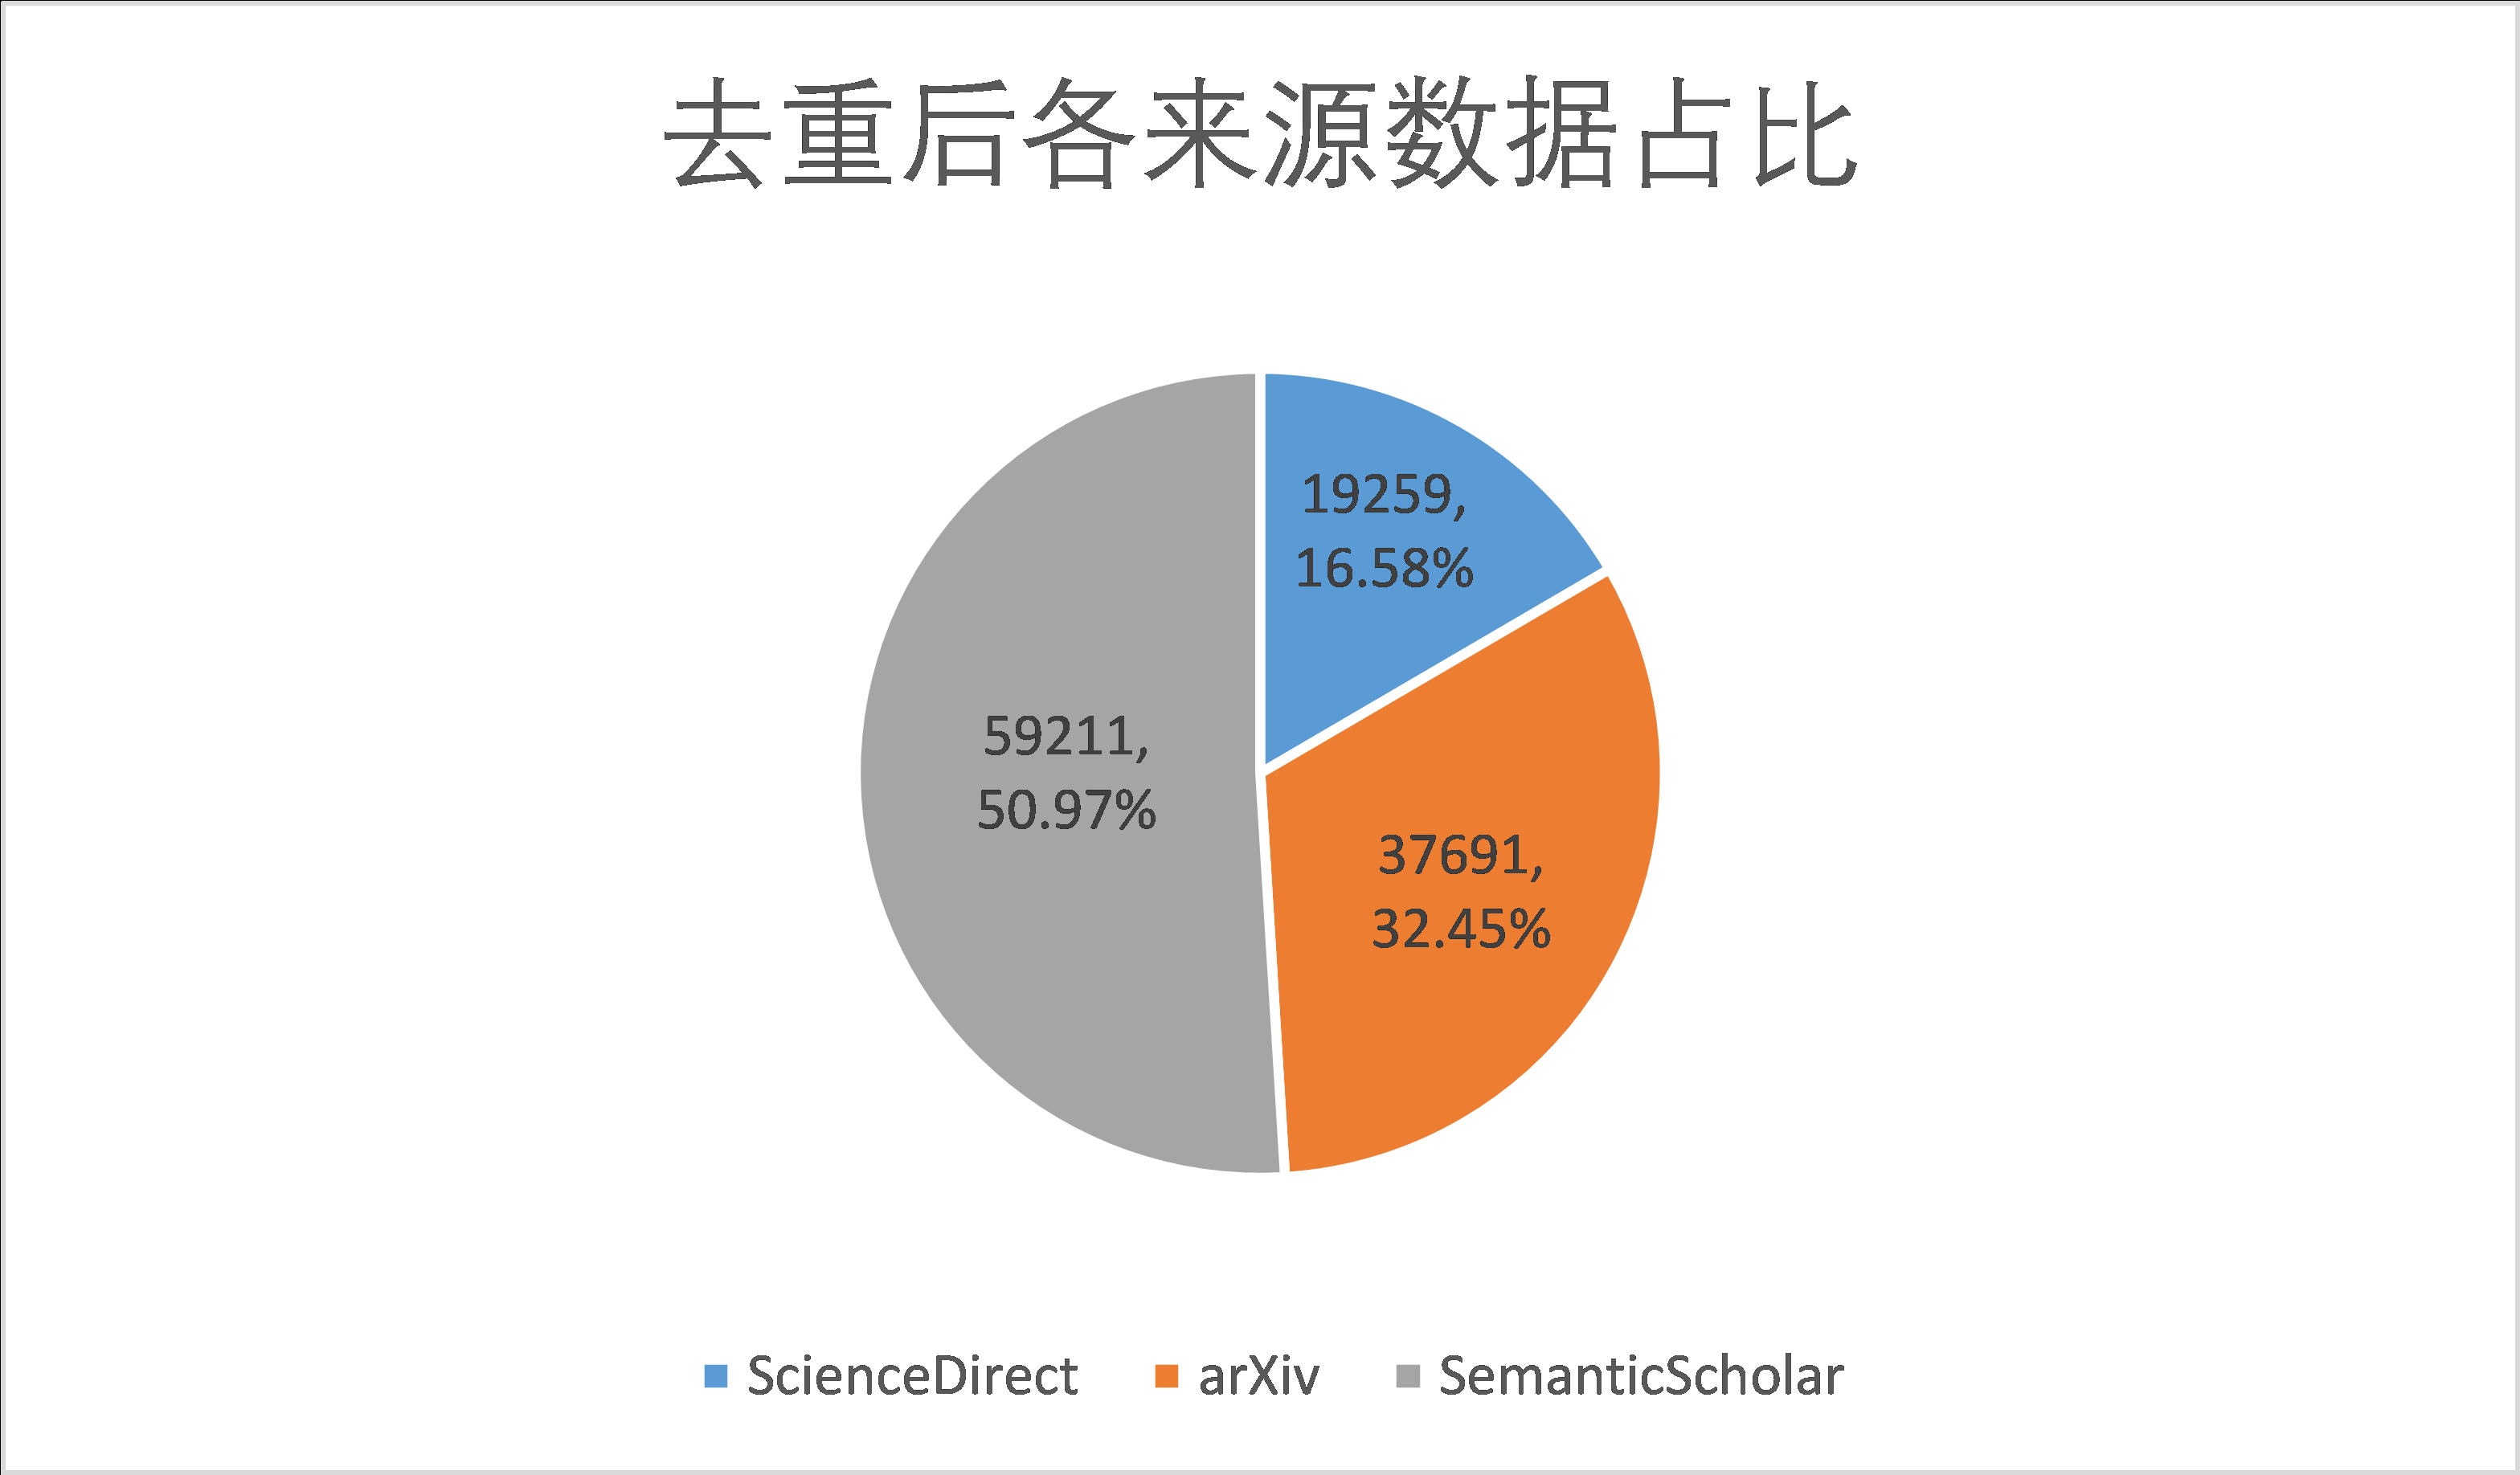 去重后各来源数据占比
19259,
16.58%
59211,
50.97%
37691,
32.45%
ScienceDirect
arXiv
SemanticScholar